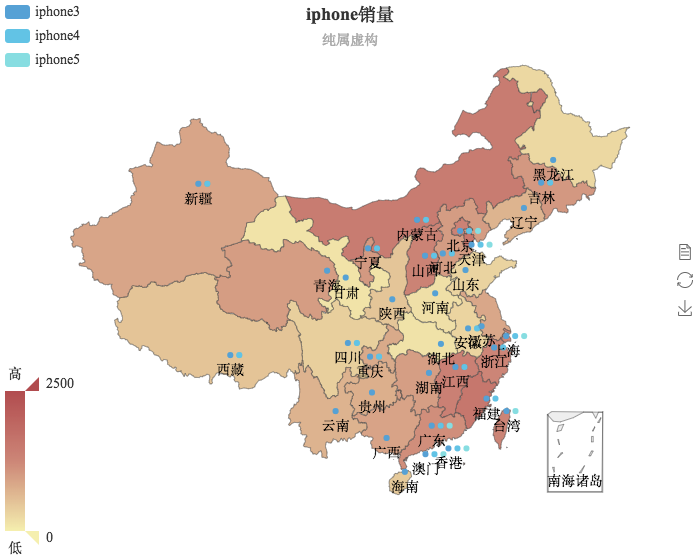 iphone3
iphone4
iphone5
iphone销量
纯属虚构
黑龙江
吉林
新疆
辽宁
内蒙古
北京
天津
宁夏
山西
河北
青海
甘肃
山东
陕西
河南
安徽
江苏
上海
四川
湖北
浙江
西藏
重庆
湖南
江西
高
2500
贵州
福建
云南
台湾
广东
广西
香港
澳门
海南
南海诸岛
0
低